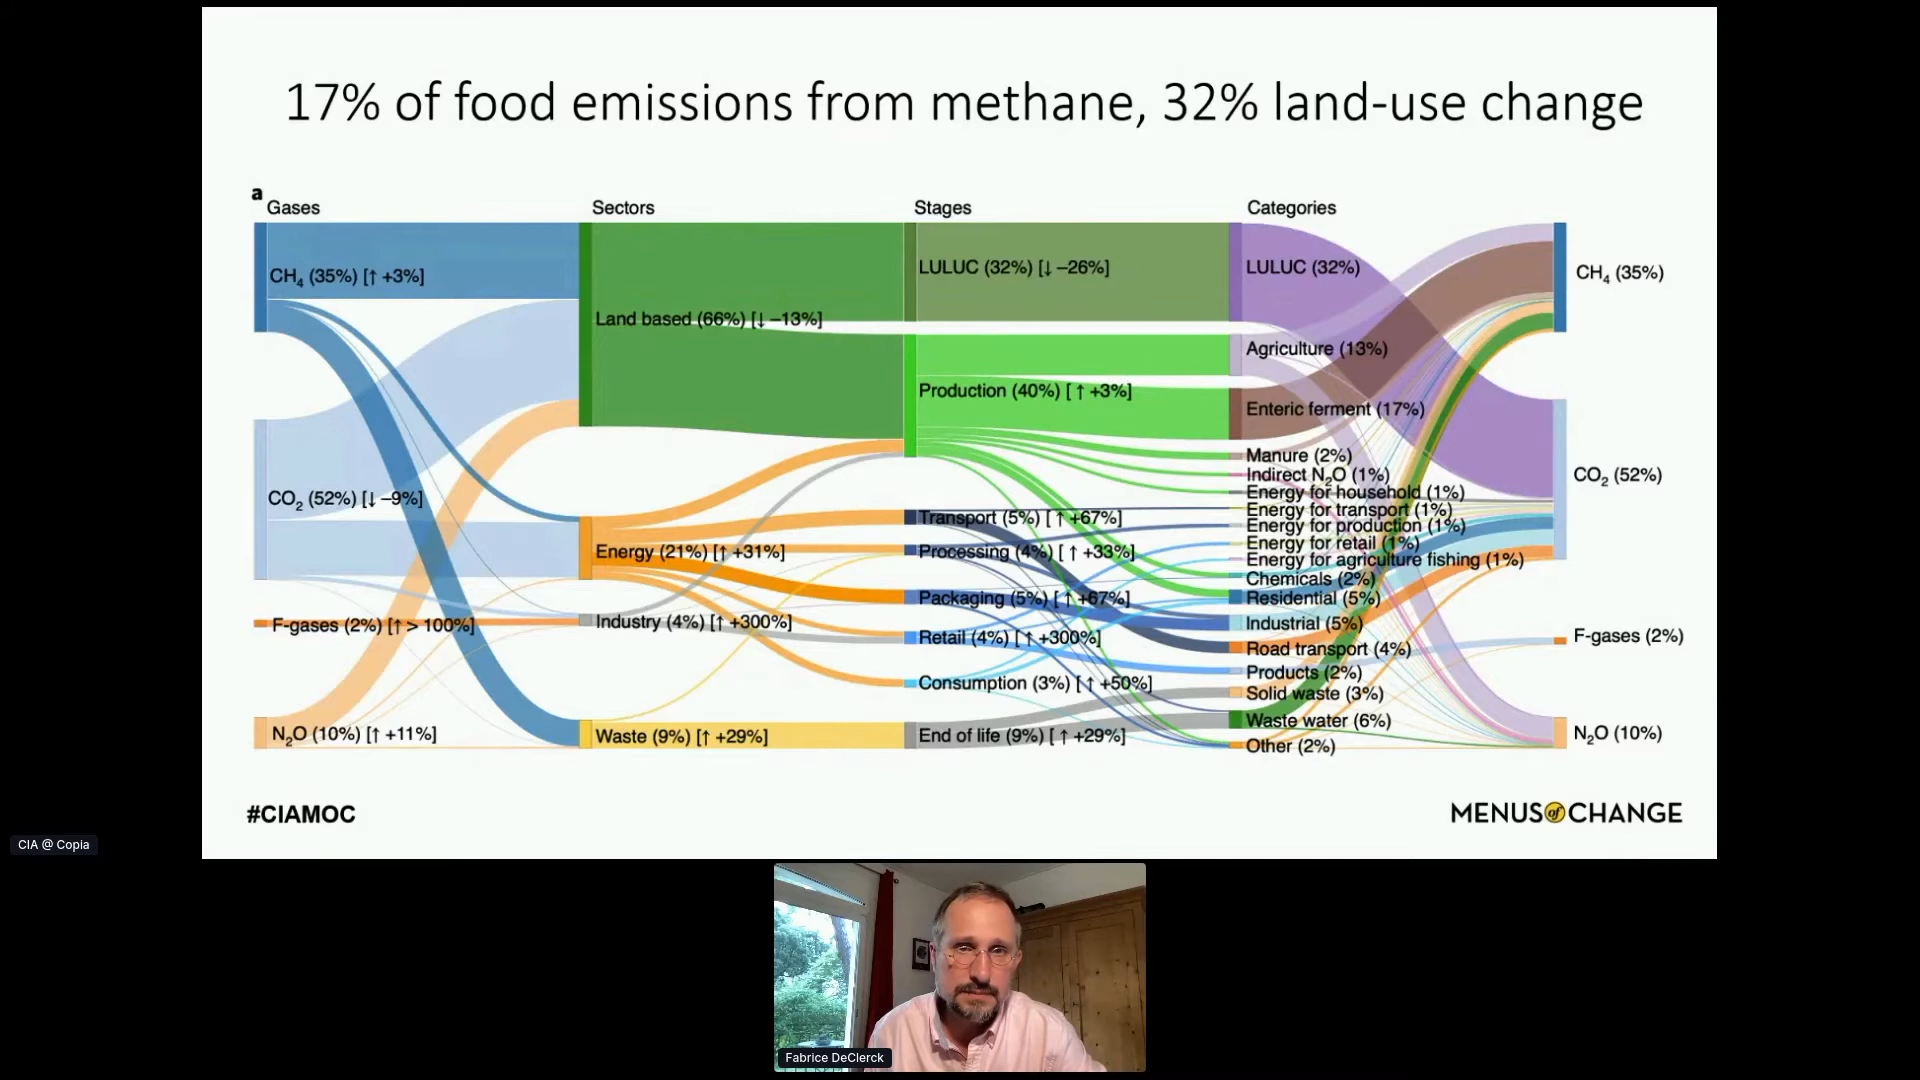 17% of food emissions from methane, 32% land-use change
a
Gases
Sectors
Stages
Categories
CH₄ (35%) [↑ +3%]
CO₂ (52%) [↓ –9%]
F-gases (2%) [↑ > 100%]
N₂O (10%) [↑ +11%]
Land based (66%) [↓ –13%]
Energy (21%) [↑ +31%]
Industry (4%) [↑ +300%]
Waste (9%) [↑ +29%]
LULUC (32%) [↓ –26%]
Production (40%) [↑ +3%]
Transport (5%) [↑ +67%]
Processing (4%) [↑ +33%]
Packaging (5%) [↑ +67%]
Retail (4%) [↑ +300%]
Consumption (3%) [↑ +50%]
End of life (9%) [↑ +29%]
LULUC (32%)
Agriculture (13%)
Enteric ferment (17%)
Manure (2%)
Indirect N₂O (1%)
Energy for household (1%)
Energy for transport (1%)
Energy for production (1%)
Energy for retail (1%)
Energy for agriculture fishing (1%)
Chemicals (2%)
Residential (5%)
Industrial (5%)
Road transport (4%)
Products (2%)
Solid waste (3%)
Waste water (6%)
Other (2%)
CH₄ (35%)
CO₂ (52%)
F-gases (2%)
N₂O (10%)
#CIAMOC
MENUS of CHANGE
CIA @ Copia
Fabrice DeClerck